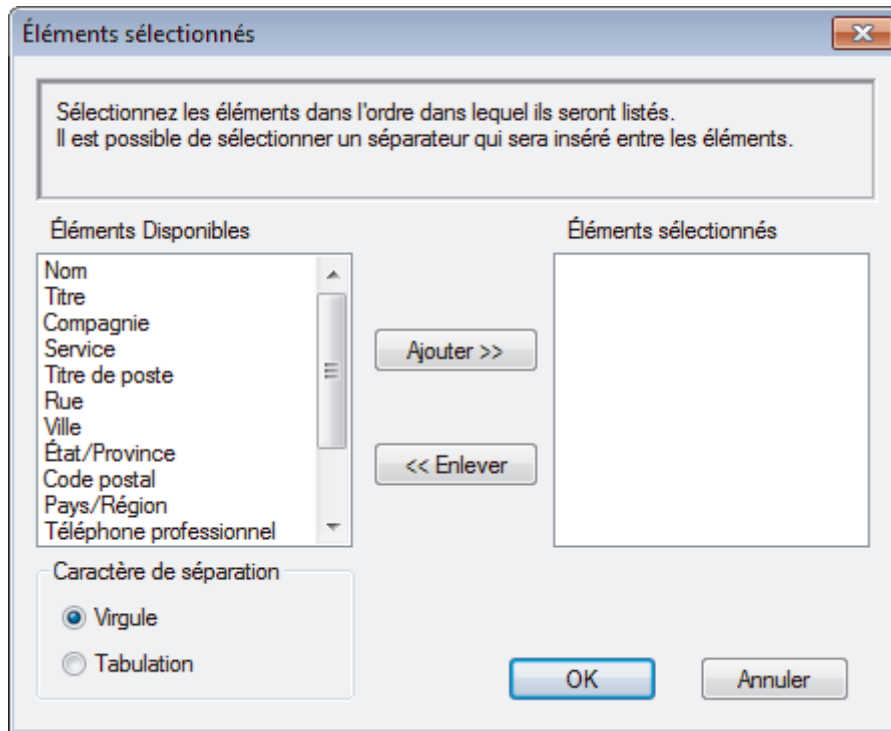 Éléments sélectionnés
Sélectionnez les éléments dans l'ordre dans lequel ils seront listés.
Il est possible de sélectionner un séparateur qui sera inséré entre les éléments.
Éléments Disponibles
Éléments sélectionnés
Nom
Titre
Compagnie
Service
Titre de poste
Rue
Ville
État/Province
Code postal
Pays/Région
Téléphone professionnel
Ajouter >>
<< Enlever
Caractère de séparation
Virgule
Tabulation
OK
Annuler